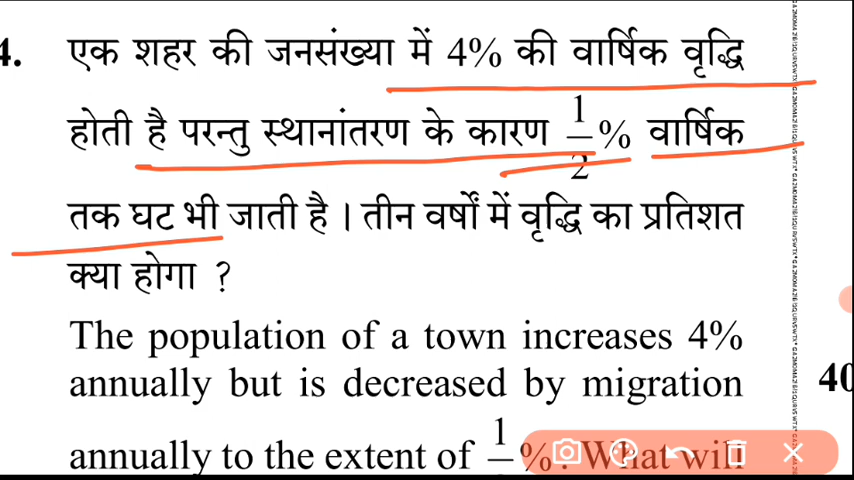 4. एक शहर की जनसंख्या में 4% की वार्षिक वृद्धि
होती है परन्तु स्थानांतरण के कारण 1/2% वार्षिक
तक घट भी जाती है। तीन वर्षों में वृद्धि का प्रतिशत
क्या होगा ?
The population of a town increases 4%
annually but is decreased by migration
40
annually to the extent of 1/2%. What will